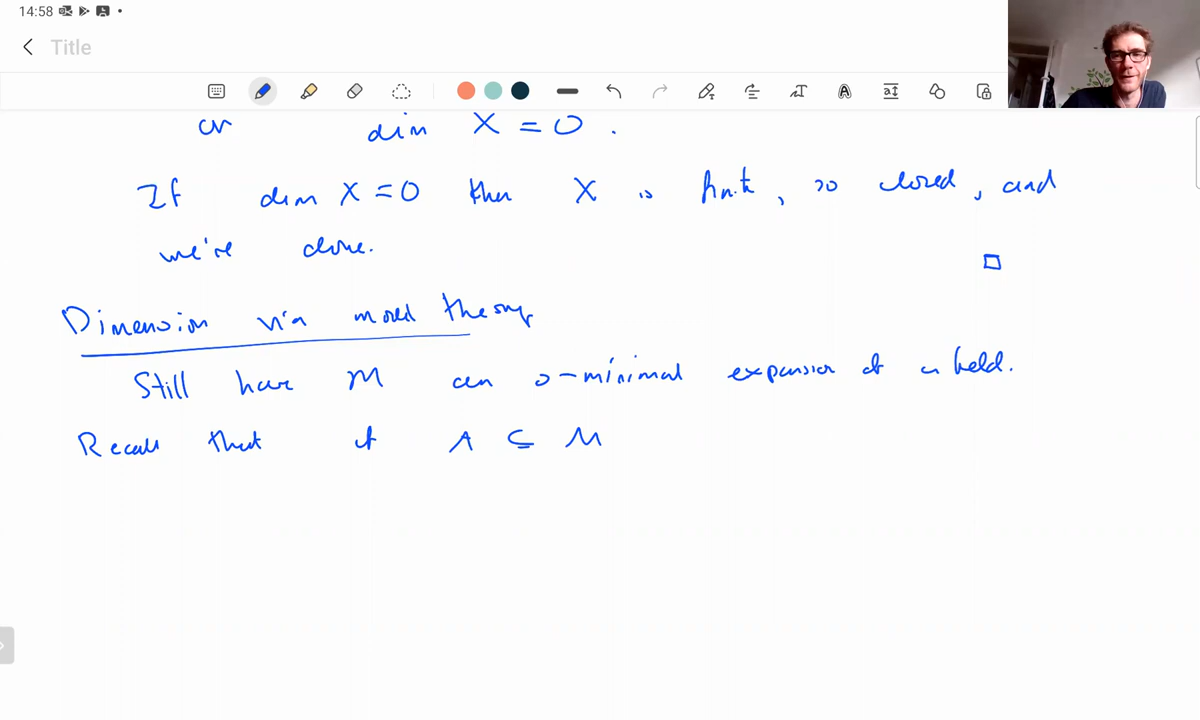 14:58
Title
or dim X = 0 .
If dim X = 0 then X is finite, so closed, and
we're done. □
Dimension via model theory
Still have M an o-minimal expansion of a field.
Recall that if A ⊆ M